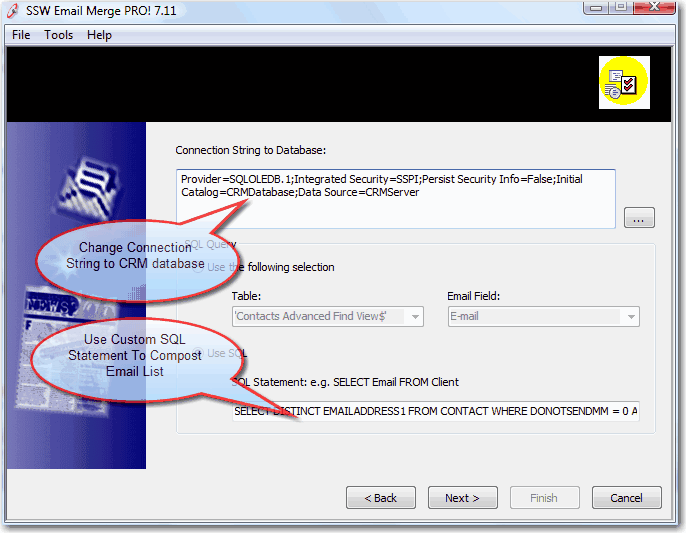 SSW Email Merge PRO! 7.11
File Tools Help
Connection String to Database:
Provider=SQLOLEDB.1;Integrated Security=SSPI;Persist Security Info=False;Initial
Catalog=CRMDatabase;Data Source=CRMServer
...
Change Connection
String to CRM database
SQL Query
Use the following selection
Table:
Email Field:
'Contacts Advanced Find View$'
E-mail
NEWS
Use Custom SQL
Statement To Compost
Email List
Use SQL
SQL Statement: e.g. SELECT Email FROM Client
SELECT DISTINCT EMAILADDRESS1 FROM CONTACT WHERE DONOTSENDMM = 0 A
< Back
Next >
Finish
Cancel